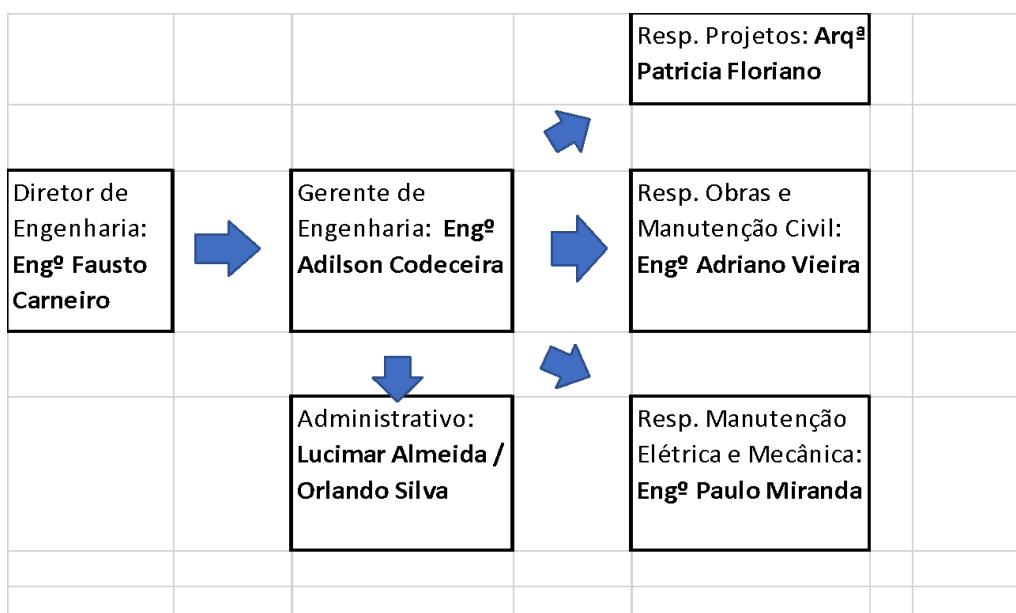 Resp. Projetos: Arqª
Patricia Floriano
Diretor de
Engenharia:
Engº Fausto
Carneiro
Gerente de
Engenharia: Engº
Adilson Codeceira
Resp. Obras e
Manutenção Civil:
Engº Adriano Vieira
Administrativo:
Lucimar Almeida /
Orlando Silva
Resp. Manutenção
Elétrica e Mecânica:
Engº Paulo Miranda